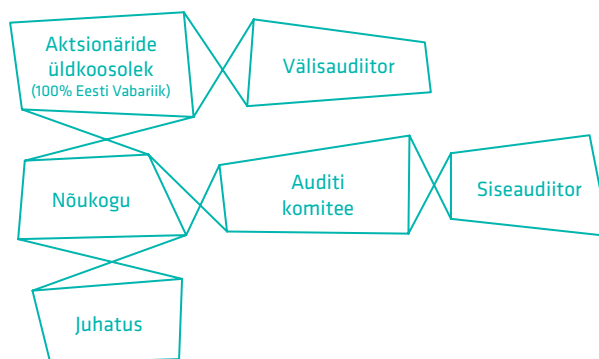 Aktsionäride
üldkoosolek
(100% Eesti Vabariik)
Välisaudiitor
Nõukogu
Auditi
komitee
Siseaudiitor
Juhatus